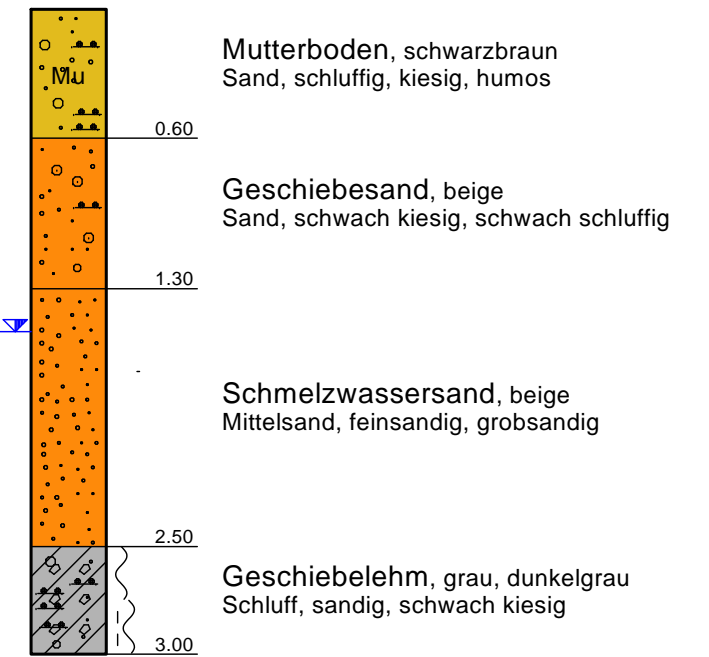 Mutterboden, schwarzbraun
Sand, schluffig, kiesig, humos
Mu
0.60
Geschiebesand, beige
Sand, schwach kiesig, schwach schluffig
1.30
Schmelzwassersand, beige
Mittelsand, feinsandig, grobsandig
2.50
Geschiebelehm, grau, dunkelgrau
Schluff, sandig, schwach kiesig
3.00